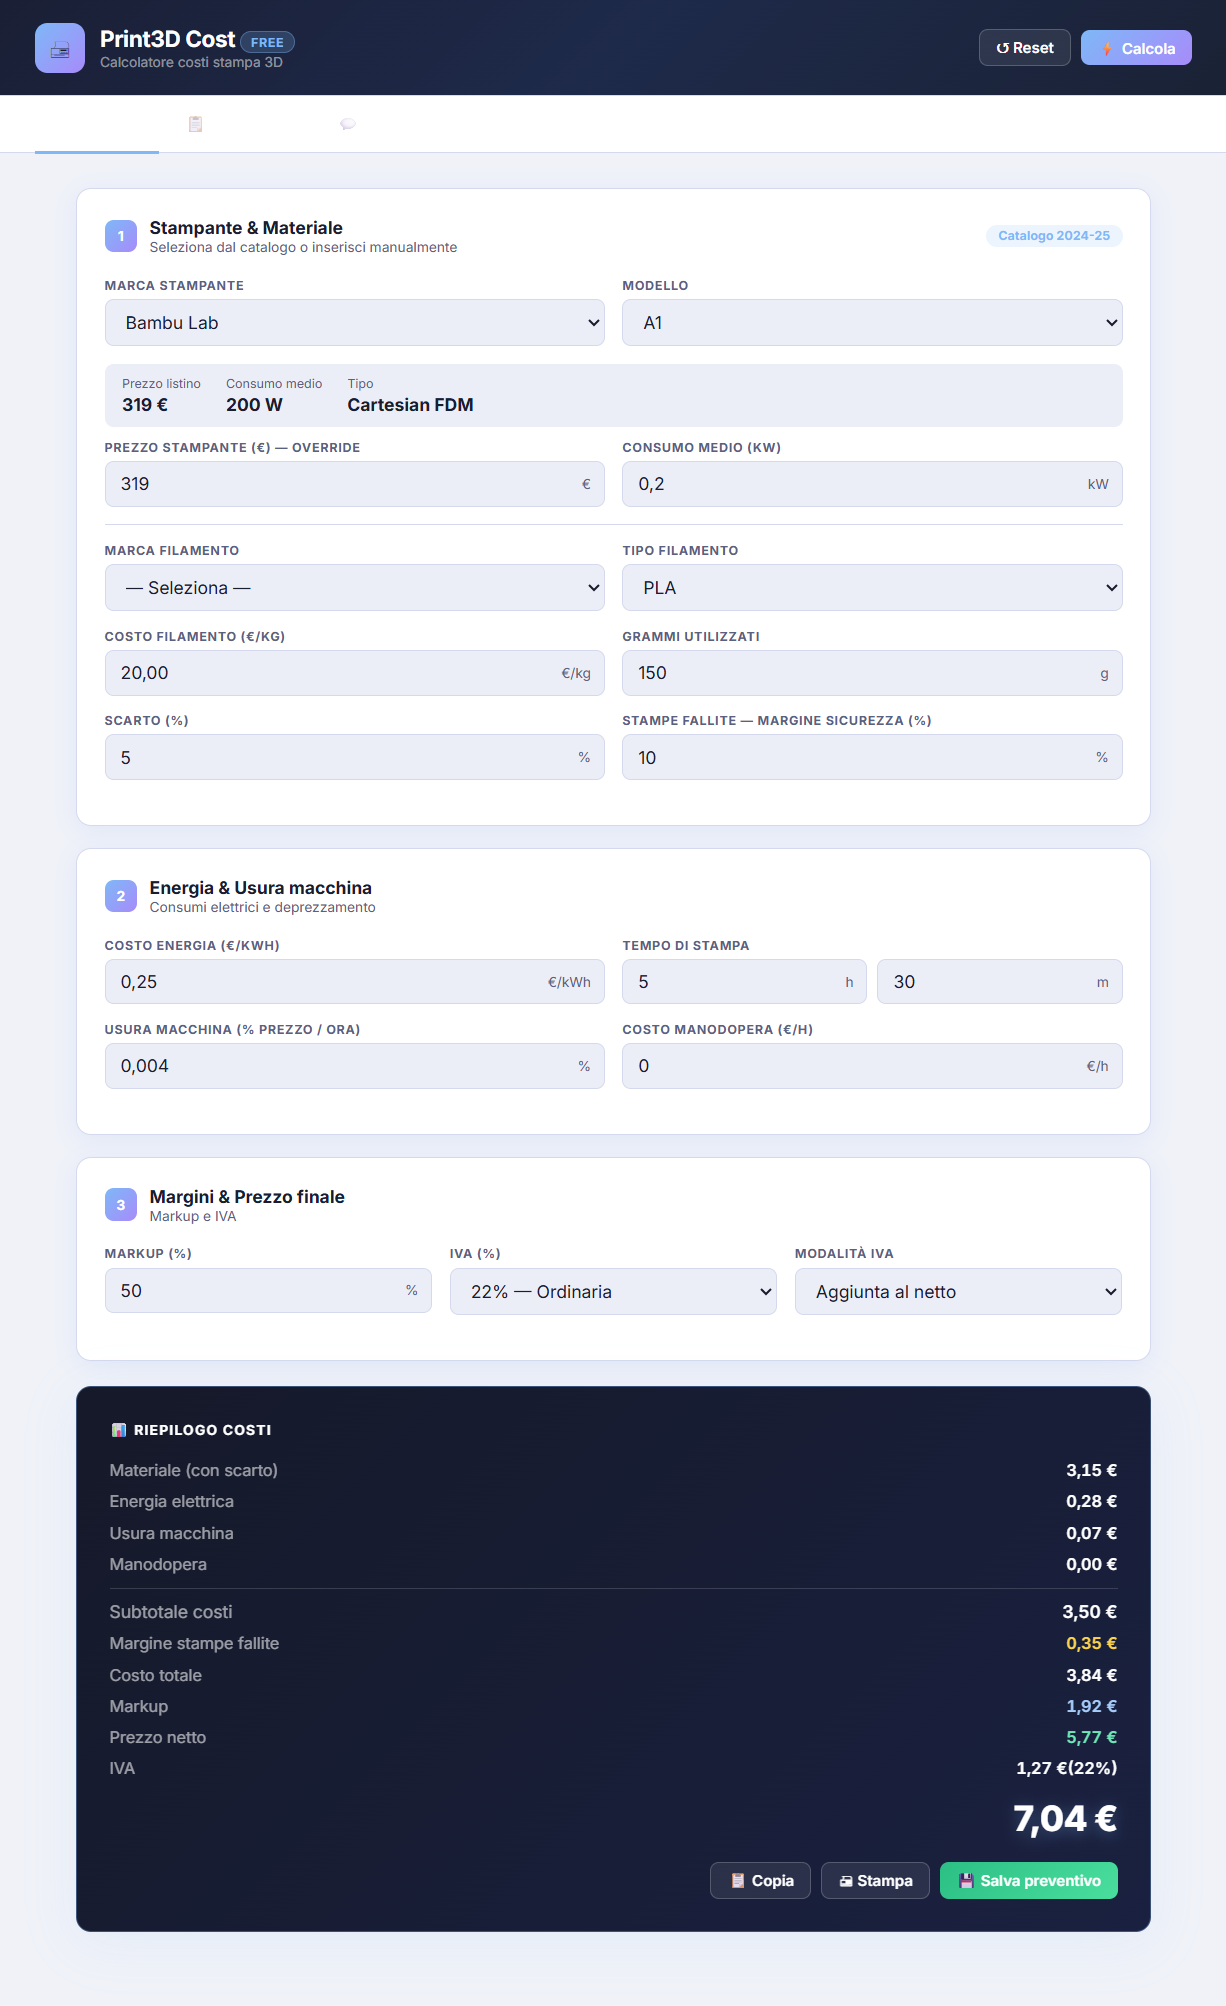 Print3D Cost FREE
Calcolatore costi stampa 3D
↺ Reset
Calcola
1
Stampante & Materiale
Seleziona dal catalogo o inserisci manualmente
Catalogo 2024-25
MARCA STAMPANTE
MODELLO
Bambu Lab
A1
Prezzo listino
Consumo medio
Tipo
319 €
200 W
Cartesian FDM
PREZZO STAMPANTE (€) — OVERRIDE
CONSUMO MEDIO (KW)
319 €
0,2 kW
MARCA FILAMENTO
TIPO FILAMENTO
— Seleziona —
PLA
COSTO FILAMENTO (€/KG)
GRAMMI UTILIZZATI
20,00 €/kg
150 g
SCARTO (%)
STAMPE FALLITE — MARGINE SICUREZZA (%)
5 %
10 %
2
Energia & Usura macchina
Consumi elettrici e deprezzamento
COSTO ENERGIA (€/KWH)
TEMPO DI STAMPA
0,25 €/kWh
5 h
30 m
USURA MACCHINA (% PREZZO / ORA)
COSTO MANODOPERA (€/H)
0,004 %
0 €/h
3
Margini & Prezzo finale
Markup e IVA
MARKUP (%)
IVA (%)
MODALITÀ IVA
50 %
22% — Ordinaria
Aggiunta al netto
RIEPILOGO COSTI
Materiale (con scarto) 3,15 €
Energia elettrica 0,28 €
Usura macchina 0,07 €
Manodopera 0,00 €
Subtotale costi 3,50 €
Margine stampe fallite 0,35 €
Costo totale 3,84 €
Markup 1,92 €
Prezzo netto 5,77 €
IVA 1,27 €(22%)
7,04 €
Copia
Stampa
Salva preventivo